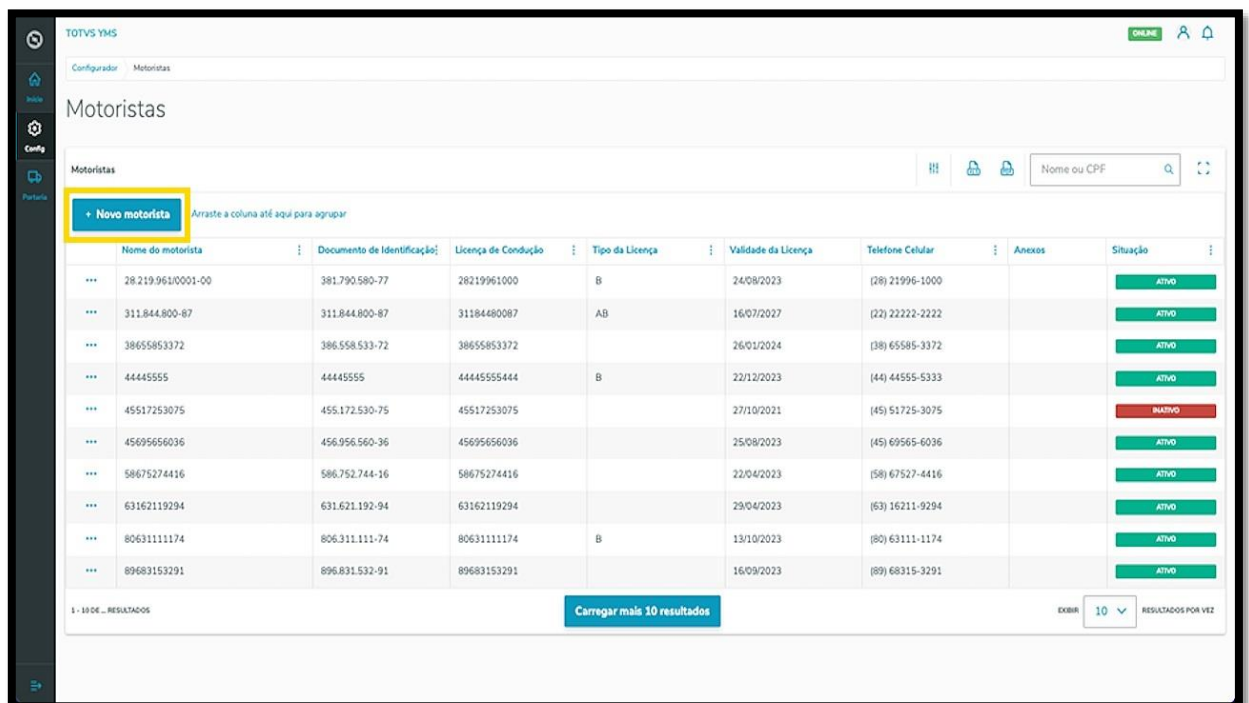 TOTVS YMS
ONLINE
Configurador Motoristas
Início
Motoristas
Config
Motoristas
Nome ou CPF
Portaria
+ Novo motorista
Arraste a coluna até aqui para agrupar
Nome do motorista Documento de Identificação Licença de Condução Tipo da Licença Validade da Licença Telefone Celular Anexos Situação
28.219.961/0001-00 381.790.580-77 28219961000 B 24/08/2023 (28) 21996-1000 ATIVO
311.844.800-87 311.844.800-87 31184480087 AB 16/07/2027 (22) 22222-2222 ATIVO
38655853372 386.558.533-72 38655853372 26/01/2024 (38) 65585-3372 ATIVO
44445555 44445555 44445555444 B 22/12/2023 (44) 44555-5333 ATIVO
45517253075 455.172.530-75 45517253075 27/10/2021 (45) 51725-3075 INATIVO
45695656036 456.956.560-36 45695656036 25/08/2023 (45) 69565-6036 ATIVO
58675274416 586.752.744-16 58675274416 22/04/2023 (58) 67527-4416 ATIVO
63162119294 631.621.192-94 63162119294 29/04/2023 (63) 16211-9294 ATIVO
80631111174 806.311.111-74 80631111174 B 13/10/2023 (80) 63111-1174 ATIVO
89683153291 896.831.532-91 89683153291 16/09/2023 (89) 68315-3291 ATIVO
1 - 10 DE ... RESULTADOS Carregar mais 10 resultados EXIBIR 10 RESULTADOS POR VEZ